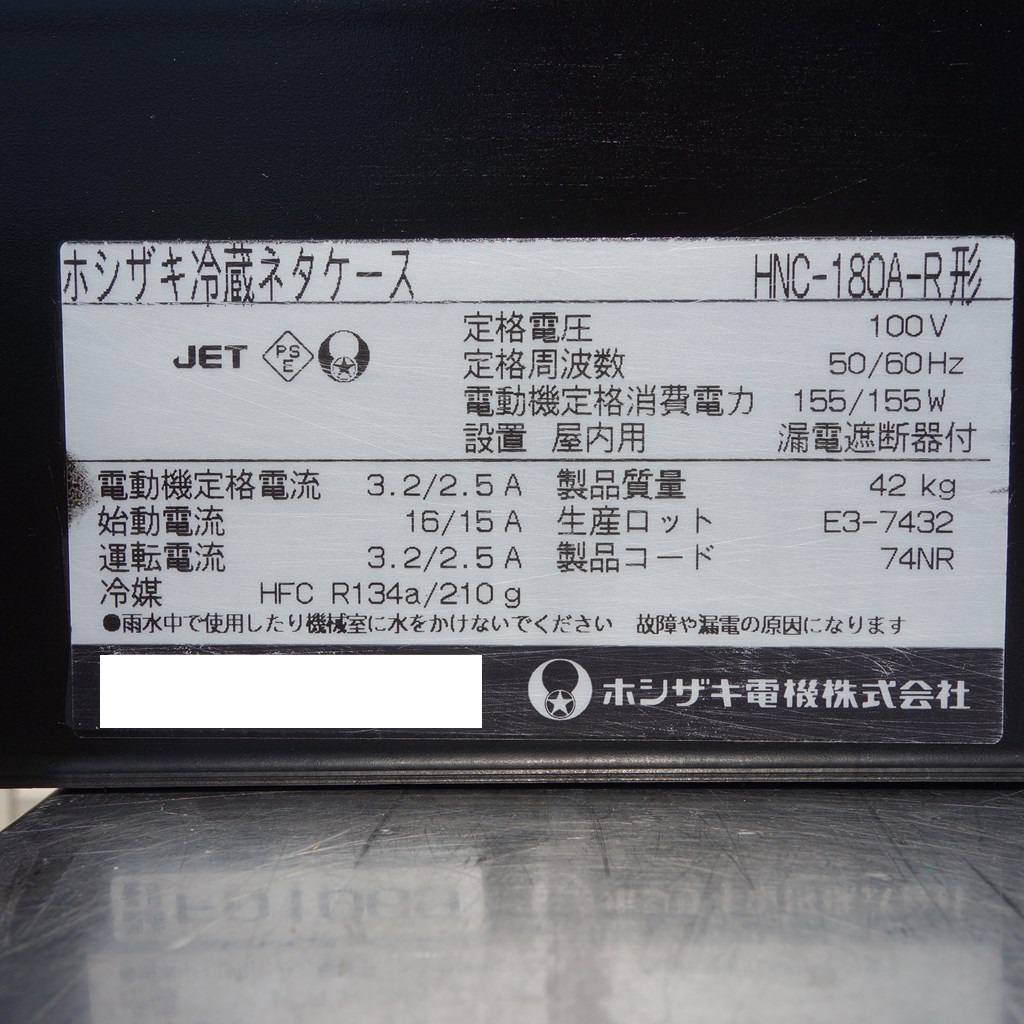 ホシザキ冷蔵ネタケース HNC-180A-R形
JET PSE
定格電圧 100V
定格周波数 50/60Hz
電動機定格消費電力 155/155W
設置 屋内用 漏電遮断器付
電動機定格電流 3.2/2.5A 製品質量 42kg
始動電流 16/15A 生産ロット E3-7432
運転電流 3.2/2.5A 製品コード 74NR
冷媒 HFC R134a/210g
●雨水中で使用したり機械室に水をかけないでください 故障や漏電の原因になります
ホシザキ電機株式会社